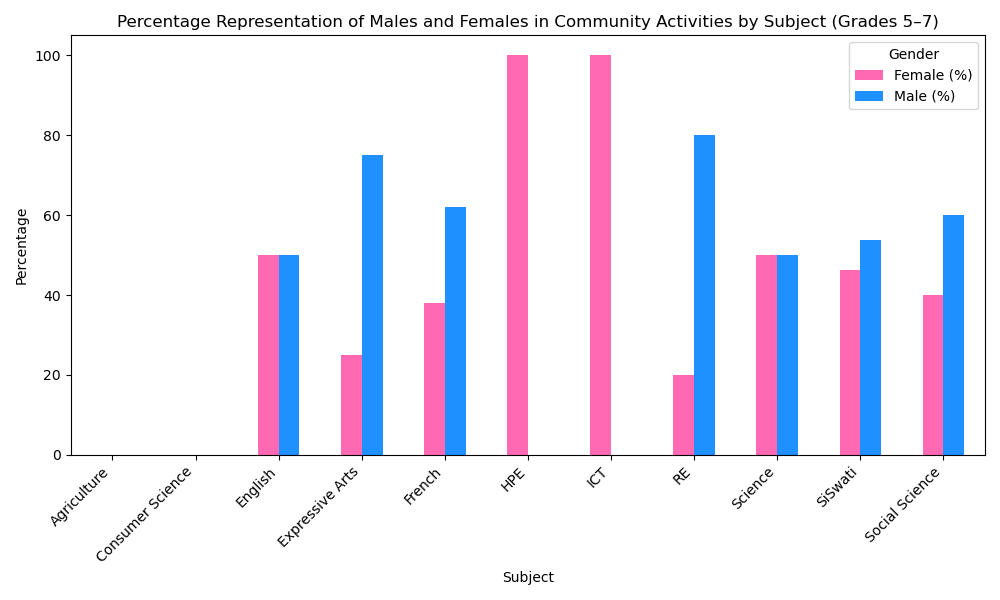 Percentage Representation of Males and Females in Community Activities by Subject (Grades 5–7)
Gender
Female (%)
Male (%)
Percentage
100
80
60
40
20
0
Agriculture
Consumer Science
English
Expressive Arts
French
HPE
ICT
RE
Science
SiSwati
Social Science
Subject